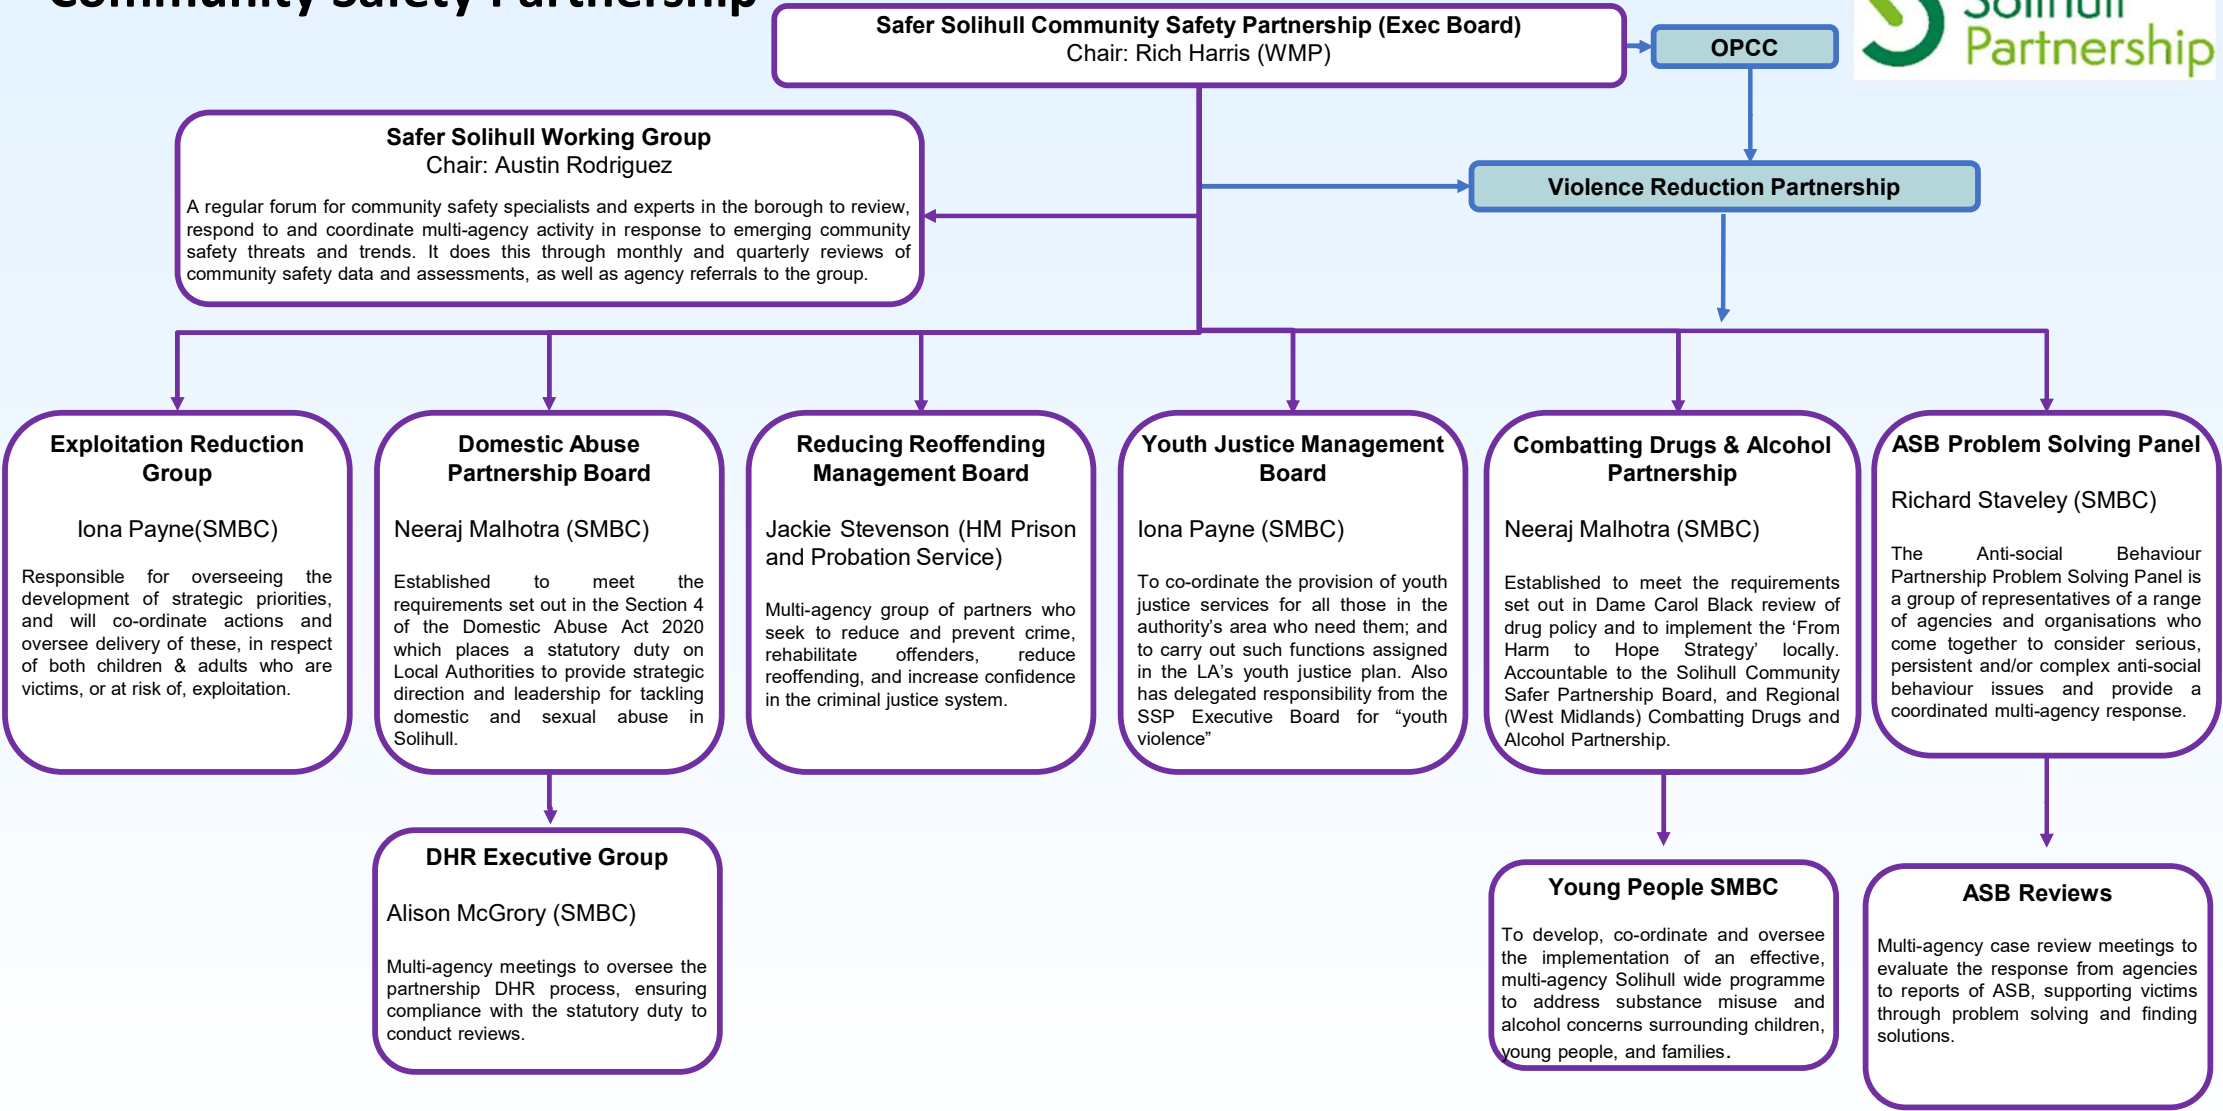 Community Safety Partnership
Safer Solihull Community Safety Partnership (Exec Board)
Chair: Rich Harris (WMP)
OPCC
Solihull
Partnership
Safer Solihull Working Group
Chair: Austin Rodriguez
A regular forum for community safety specialists and experts in the borough to review,
respond to and coordinate multi-agency activity in response to emerging community
safety threats and trends. It does this through monthly and quarterly reviews of
community safety data and assessments, as well as agency referrals to the group.
Violence Reduction Partnership
Exploitation Reduction
Group
Iona Payne(SMBC)
Responsible for overseeing the
development of strategic priorities,
and will co-ordinate actions and
oversee delivery of these, in respect
of both children & adults who are
victims, or at risk of, exploitation.
Domestic Abuse
Partnership Board
Neeraj Malhotra (SMBC)
Established to meet the
requirements set out in the Section 4
of the Domestic Abuse Act 2020
which places a statutory duty on
Local Authorities to provide strategic
direction and leadership for tackling
domestic and sexual abuse in
Solihull.
Reducing Reoffending
Management Board
Jackie Stevenson (HM Prison
and Probation Service)
Multi-agency group of partners who
seek to reduce and prevent crime,
rehabilitate offenders, reduce
reoffending, and increase confidence
in the criminal justice system.
Youth Justice Management
Board
Iona Payne (SMBC)
To co-ordinate the provision of youth
justice services for all those in the
authority’s area who need them; and
to carry out such functions assigned
in the LA’s youth justice plan. Also
has delegated responsibility from the
SSP Executive Board for “youth
violence”
Combatting Drugs & Alcohol
Partnership
Neeraj Malhotra (SMBC)
Established to meet the requirements
set out in Dame Carol Black review of
drug policy and to implement the ‘From
Harm to Hope Strategy’ locally.
Accountable to the Solihull Community
Safer Partnership Board, and Regional
(West Midlands) Combatting Drugs and
Alcohol Partnership.
ASB Problem Solving Panel
Richard Staveley (SMBC)
The Anti-social Behaviour
Partnership Problem Solving Panel is
a group of representatives of a range
of agencies and organisations who
come together to consider serious,
persistent and/or complex anti-social
behaviour issues and provide a
coordinated multi-agency response.
DHR Executive Group
Alison McGrory (SMBC)
Multi-agency meetings to oversee the
partnership DHR process, ensuring
compliance with the statutory duty to
conduct reviews.
Young People SMBC
To develop, co-ordinate and oversee
the implementation of an effective,
multi-agency Solihull wide programme
to address substance misuse and
alcohol concerns surrounding children,
young people, and families.
ASB Reviews
Multi-agency case review meetings to
evaluate the response from agencies
to reports of ASB, supporting victims
through problem solving and finding
solutions.